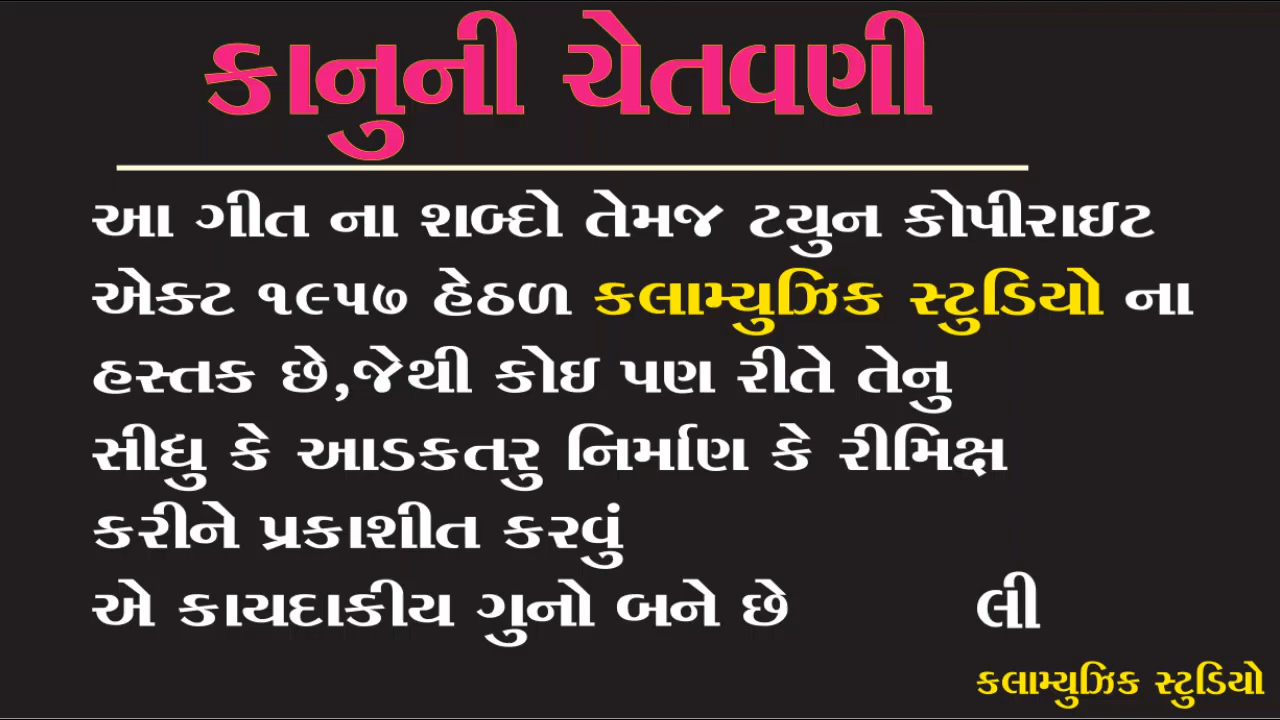 કાનુની ચેતવણી
આ ગીત ના શબ્દો તેમજ ટયુન કોપીરાઇટ
એક્ટ ૧૯૫૭ હેઠળ કલામ્યુઝિક સ્ટુડિયો ના
હસ્તક છે,જેથી કોઇ પણ રીતે તેનુ
સીધુ કે આડકતરુ નિર્માણ કે રીમિક્ષ
કરીને પ્રકાશીત કરવું
એ કાયદાકીય ગુનો બને છે લી
કલામ્યુઝિક સ્ટુડિયો